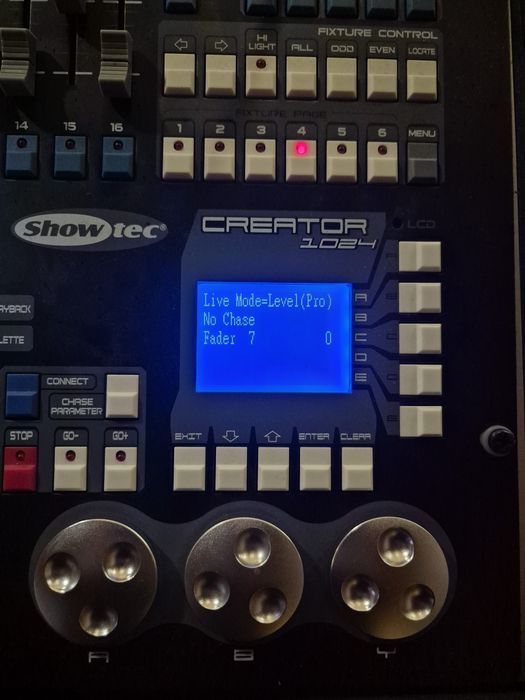 FIXTURE CONTROL
HI LIGHT ALL ODD EVEN LOCATE
FIXTURE PAGE
14 15 16 1 2 3 4 5 6 MENU
Showtec
CREATOR
1024
LCD
Live Mode=Level(Pro)
No Chase
Fader 7 0
A
B
C
D
E
CONNECT
CHASE
PARAMETER
STOP GO- GO+
EXIT ENTER CLEAR
A B Y